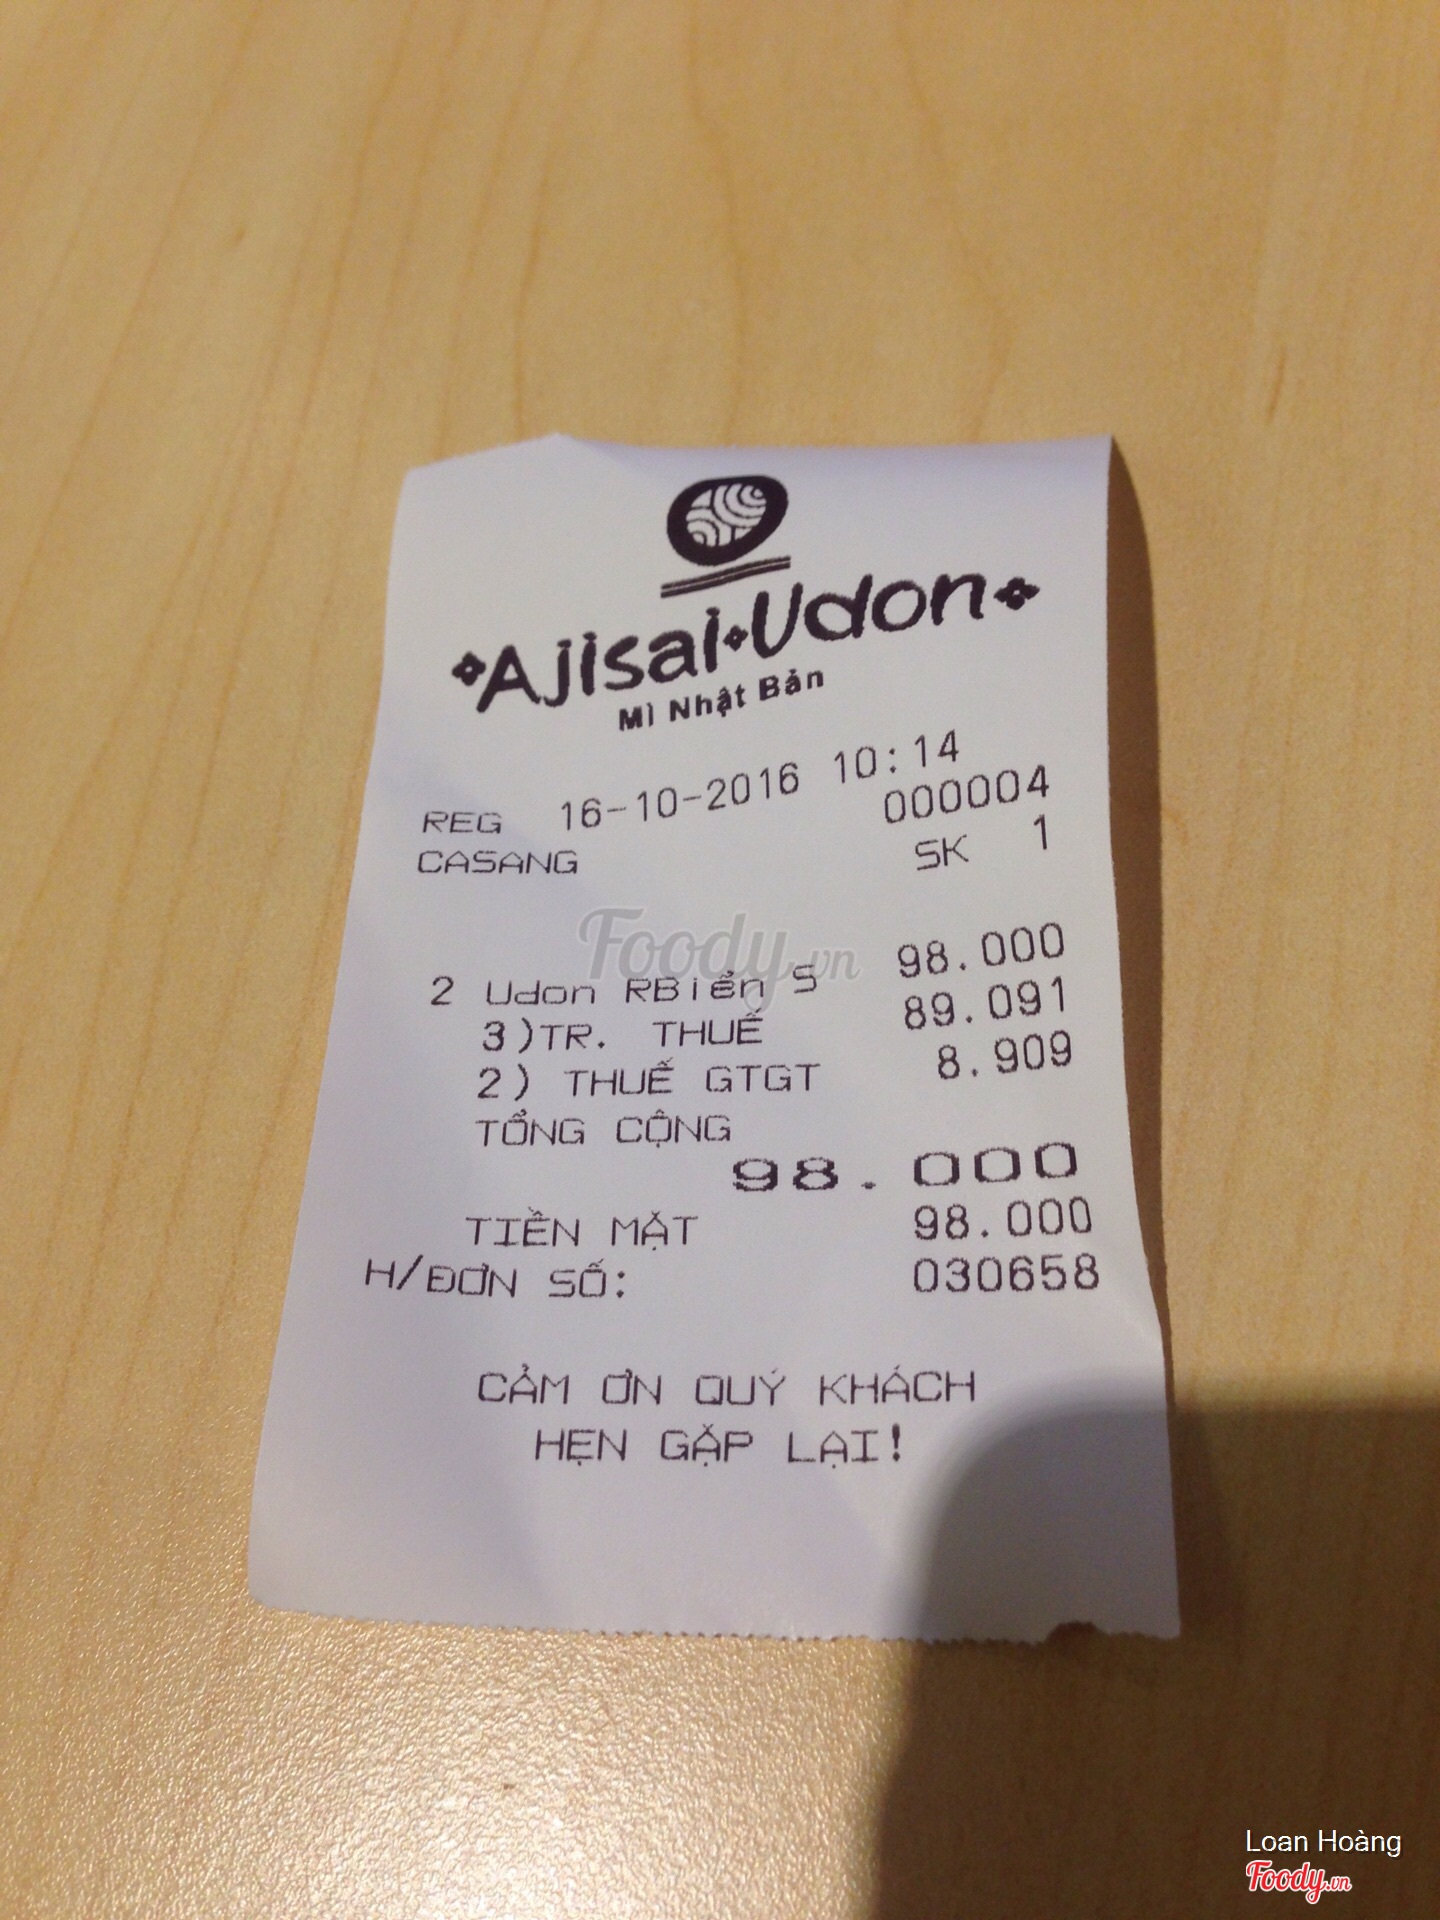 Ajisai Udon
Mì Nhật Bản
REG 16-10-2016 10:14
000004
CASANG SK 1
2 Udon RBiển S 98.000
3)TR. THUẾ 89.091
2) THUẾ GTGT 8.909
TỔNG CỘNG
98.000
TIỀN MẶT 98.000
H/ĐƠN SỐ: 030658
CẢM ƠN QUÝ KHÁCH
HẸN GẶP LẠI!
Foody.vn
Loan Hoàng
Foody.vn